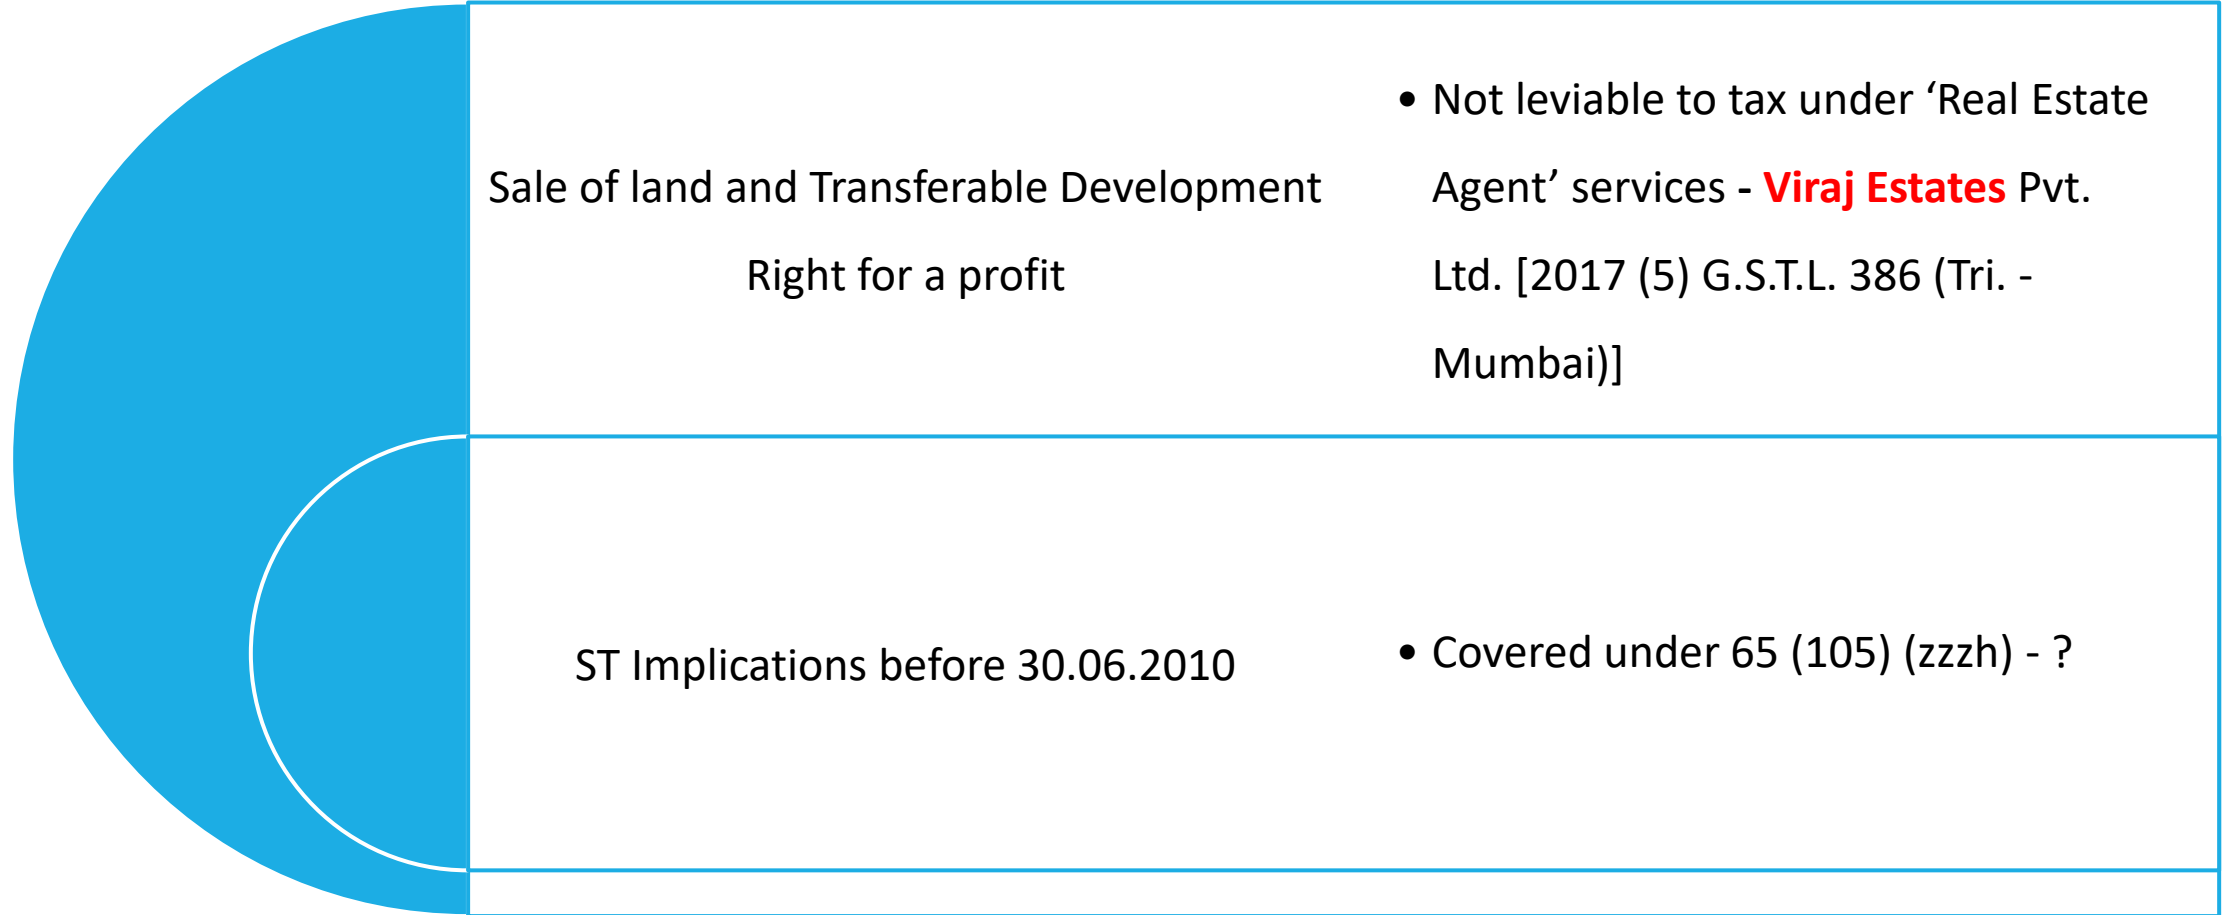 Sale of land and Transferable Development
Right for a profit
• Not leviable to tax under ‘Real Estate
Agent’ services - Viraj Estates Pvt.
Ltd. [2017 (5) G.S.T.L. 386 (Tri. -
Mumbai)]
ST Implications before 30.06.2010
• Covered under 65 (105) (zzzh) - ?